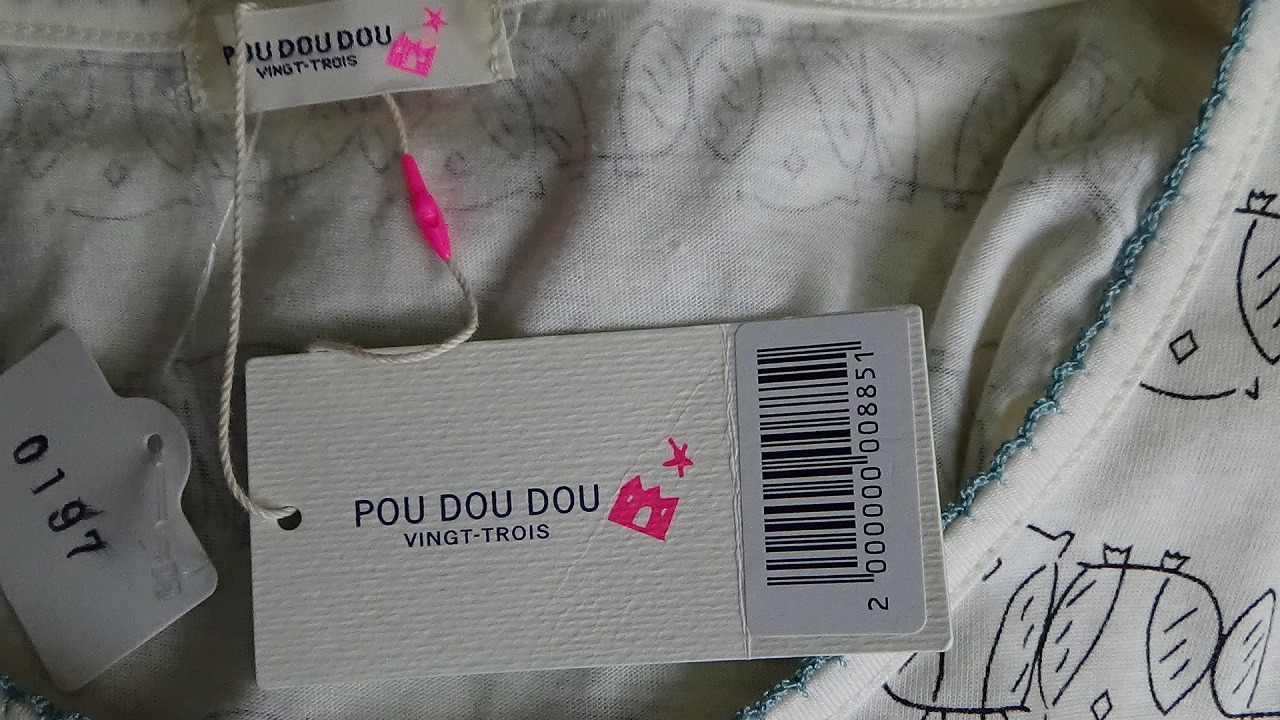 POU DOU DOU
VINGT-TROIS
POU DOU DOU
VINGT-TROIS
2 000000 008851
0197